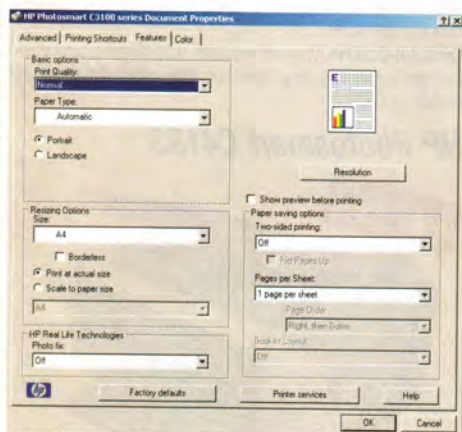 HP Photosmart C3100 series Document Properties
Advanced Printing Shortcuts Features Color
Basic options
Print Quality:
Normal
Paper Type:
Automatic
Portrait
Landscape
Resolution
Show preview before printing
Resizing Options
Size:
A4
Borderless
Print at actual size
Scale to paper size
A4
Paper saving options
Two-sided printing:
Off
Flip Pages Up
Pages per Sheet:
1 page per sheet
Page Order
Right, then Down
Booklet Layout
Off
HP Real Life Technologies
Photo fix:
Off
hp
Factory defaults
Printer services
Help
OK
Cancel